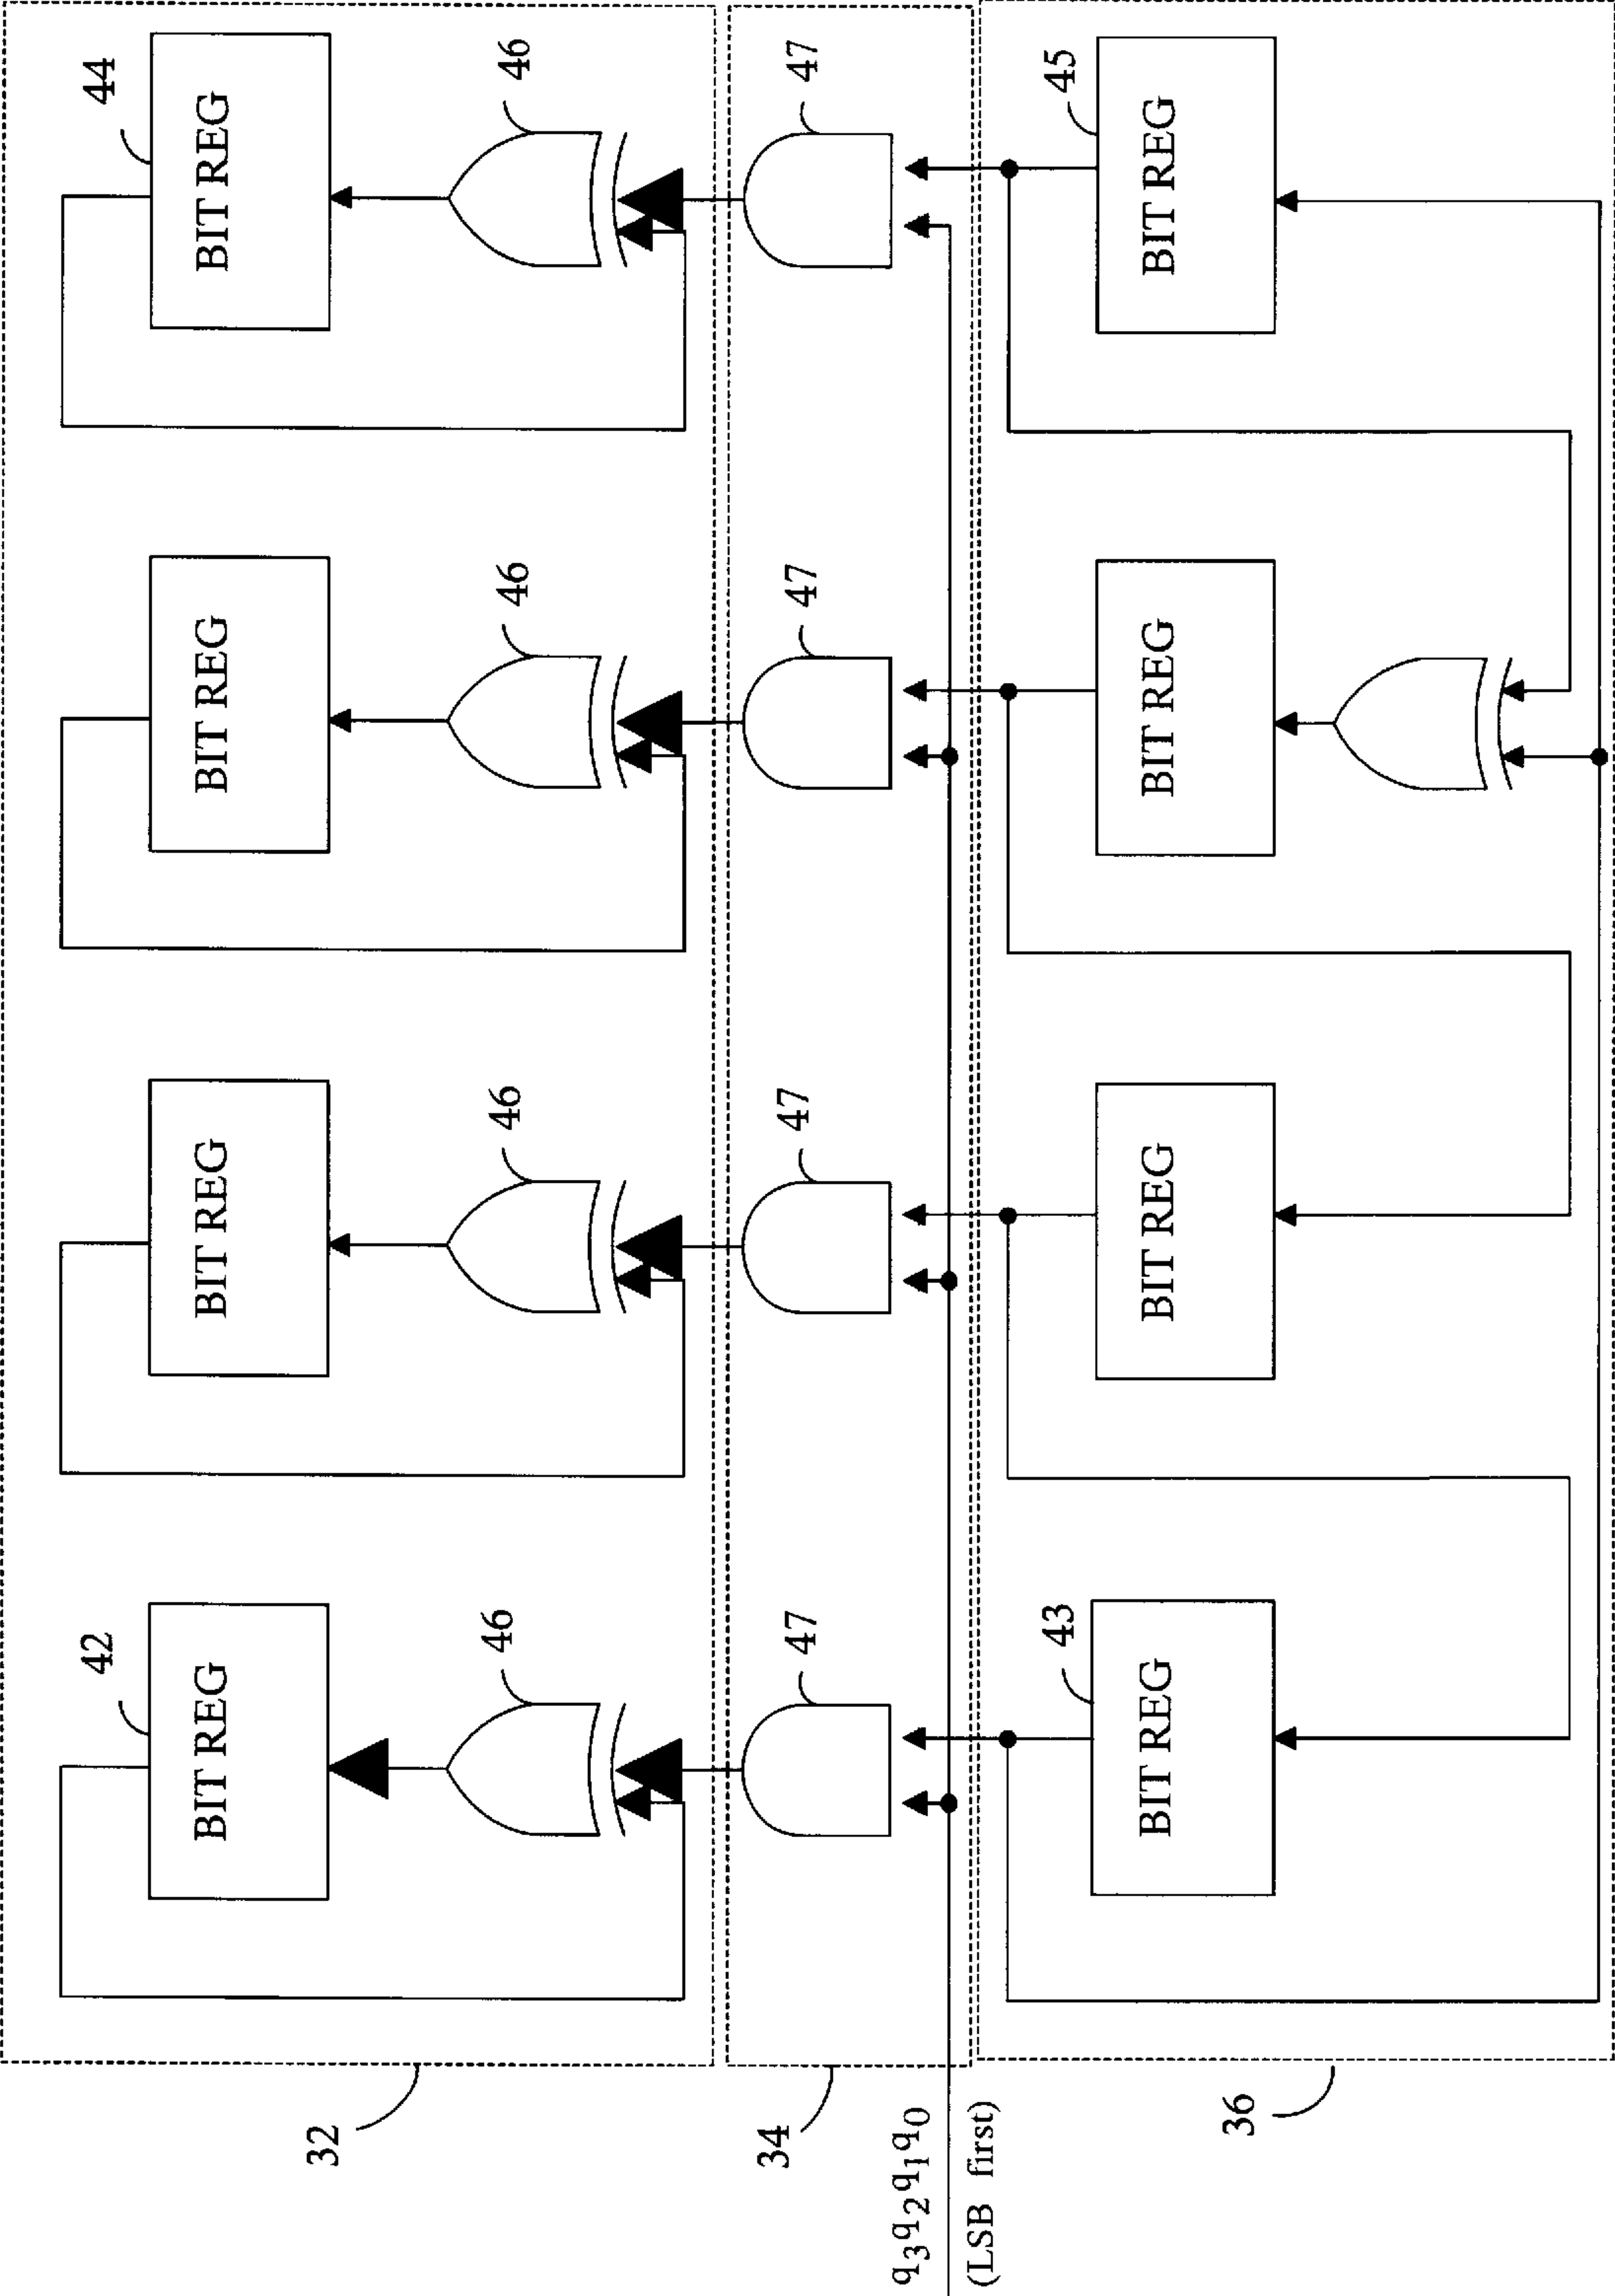 42
44
BIT REG
BIT REG
BIT REG
BIT REG
32
46
46
46
46
34
47
47
47
47
q₃q₂q₁q₀
(LSB first)
43
45
BIT REG
BIT REG
BIT REG
BIT REG
36